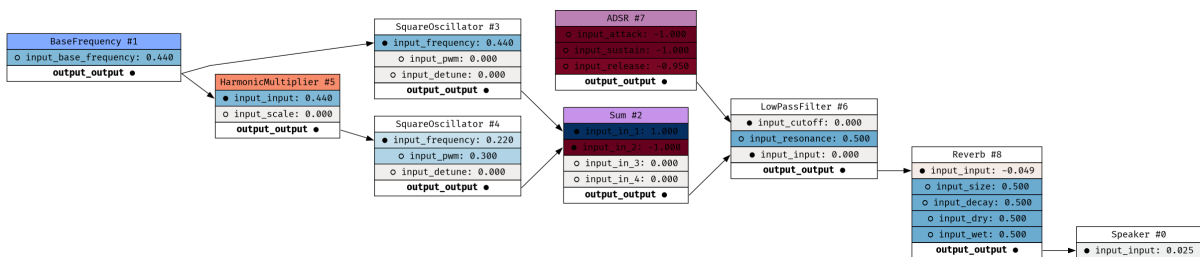 BaseFrequency #1
input_base_frequency: 0.440
output_output
HarmonicMultiplier #5
input_input: 0.440
input_scale: 0.000
output_output
SquareOscillator #3
input_frequency: 0.440
input_pwm: 0.000
input_detune: 0.000
output_output
SquareOscillator #4
input_frequency: 0.220
input_pwm: 0.300
input_detune: 0.000
output_output
ADSR #7
input_attack: -1.000
input_sustain: -1.000
input_release: -0.950
output_output
Sum #2
input_in_1: 1.000
input_in_2: -1.000
input_in_3: 0.000
input_in_4: 0.000
output_output
LowPassFilter #6
input_cutoff: 0.000
input_resonance: 0.500
input_input: 0.000
output_output
Reverb #8
input_input: -0.049
input_size: 0.500
input_decay: 0.500
input_dry: 0.500
input_wet: 0.500
output_output
Speaker #0
input_input: 0.025